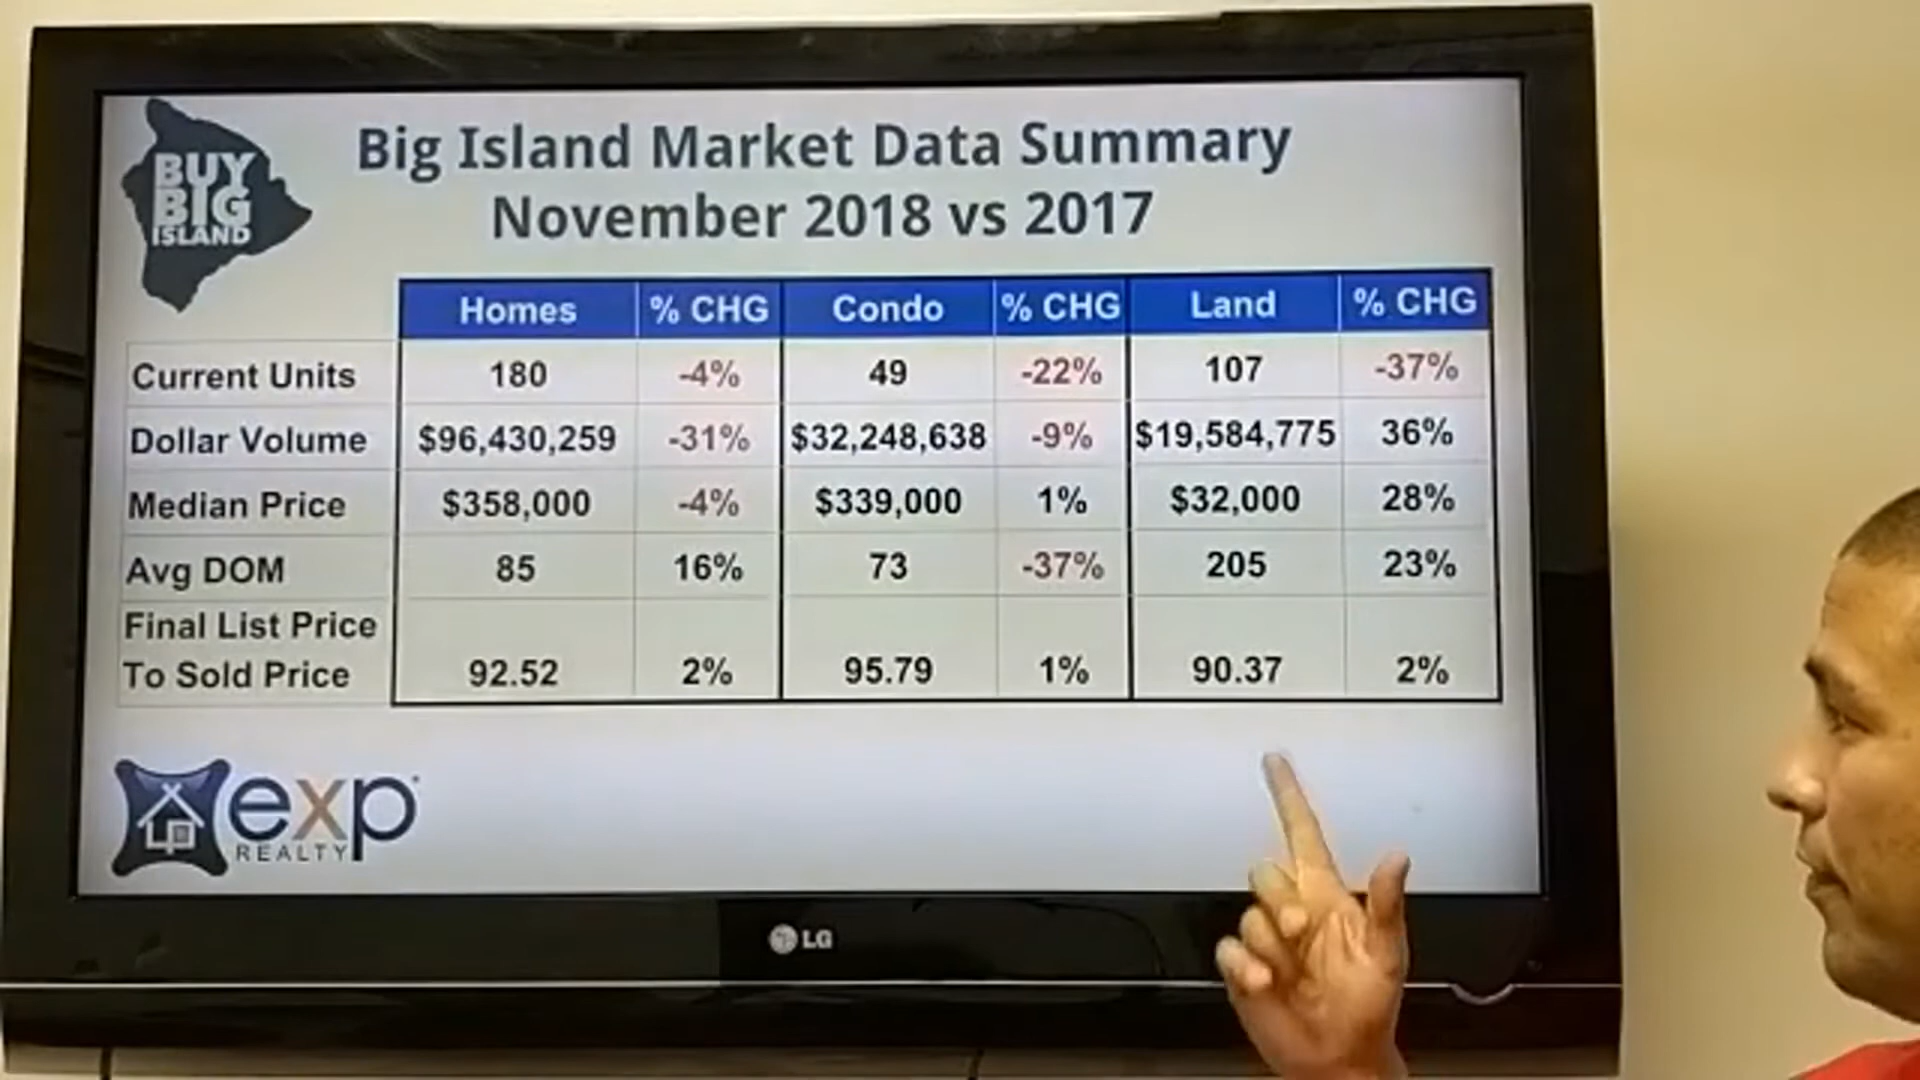 BUY
BIG
ISLAND
Big Island Market Data Summary
November 2018 vs 2017
Homes % CHG Condo % CHG Land % CHG
Current Units 180 -4% 49 -22% 107 -37%
Dollar Volume $96,430,259 -31% $32,248,638 -9% $19,584,775 36%
Median Price $358,000 -4% $339,000 1% $32,000 28%
Avg DOM 85 16% 73 -37% 205 23%
Final List Price
To Sold Price 92.52 2% 95.79 1% 90.37 2%
LP
exp
REALTY
LG